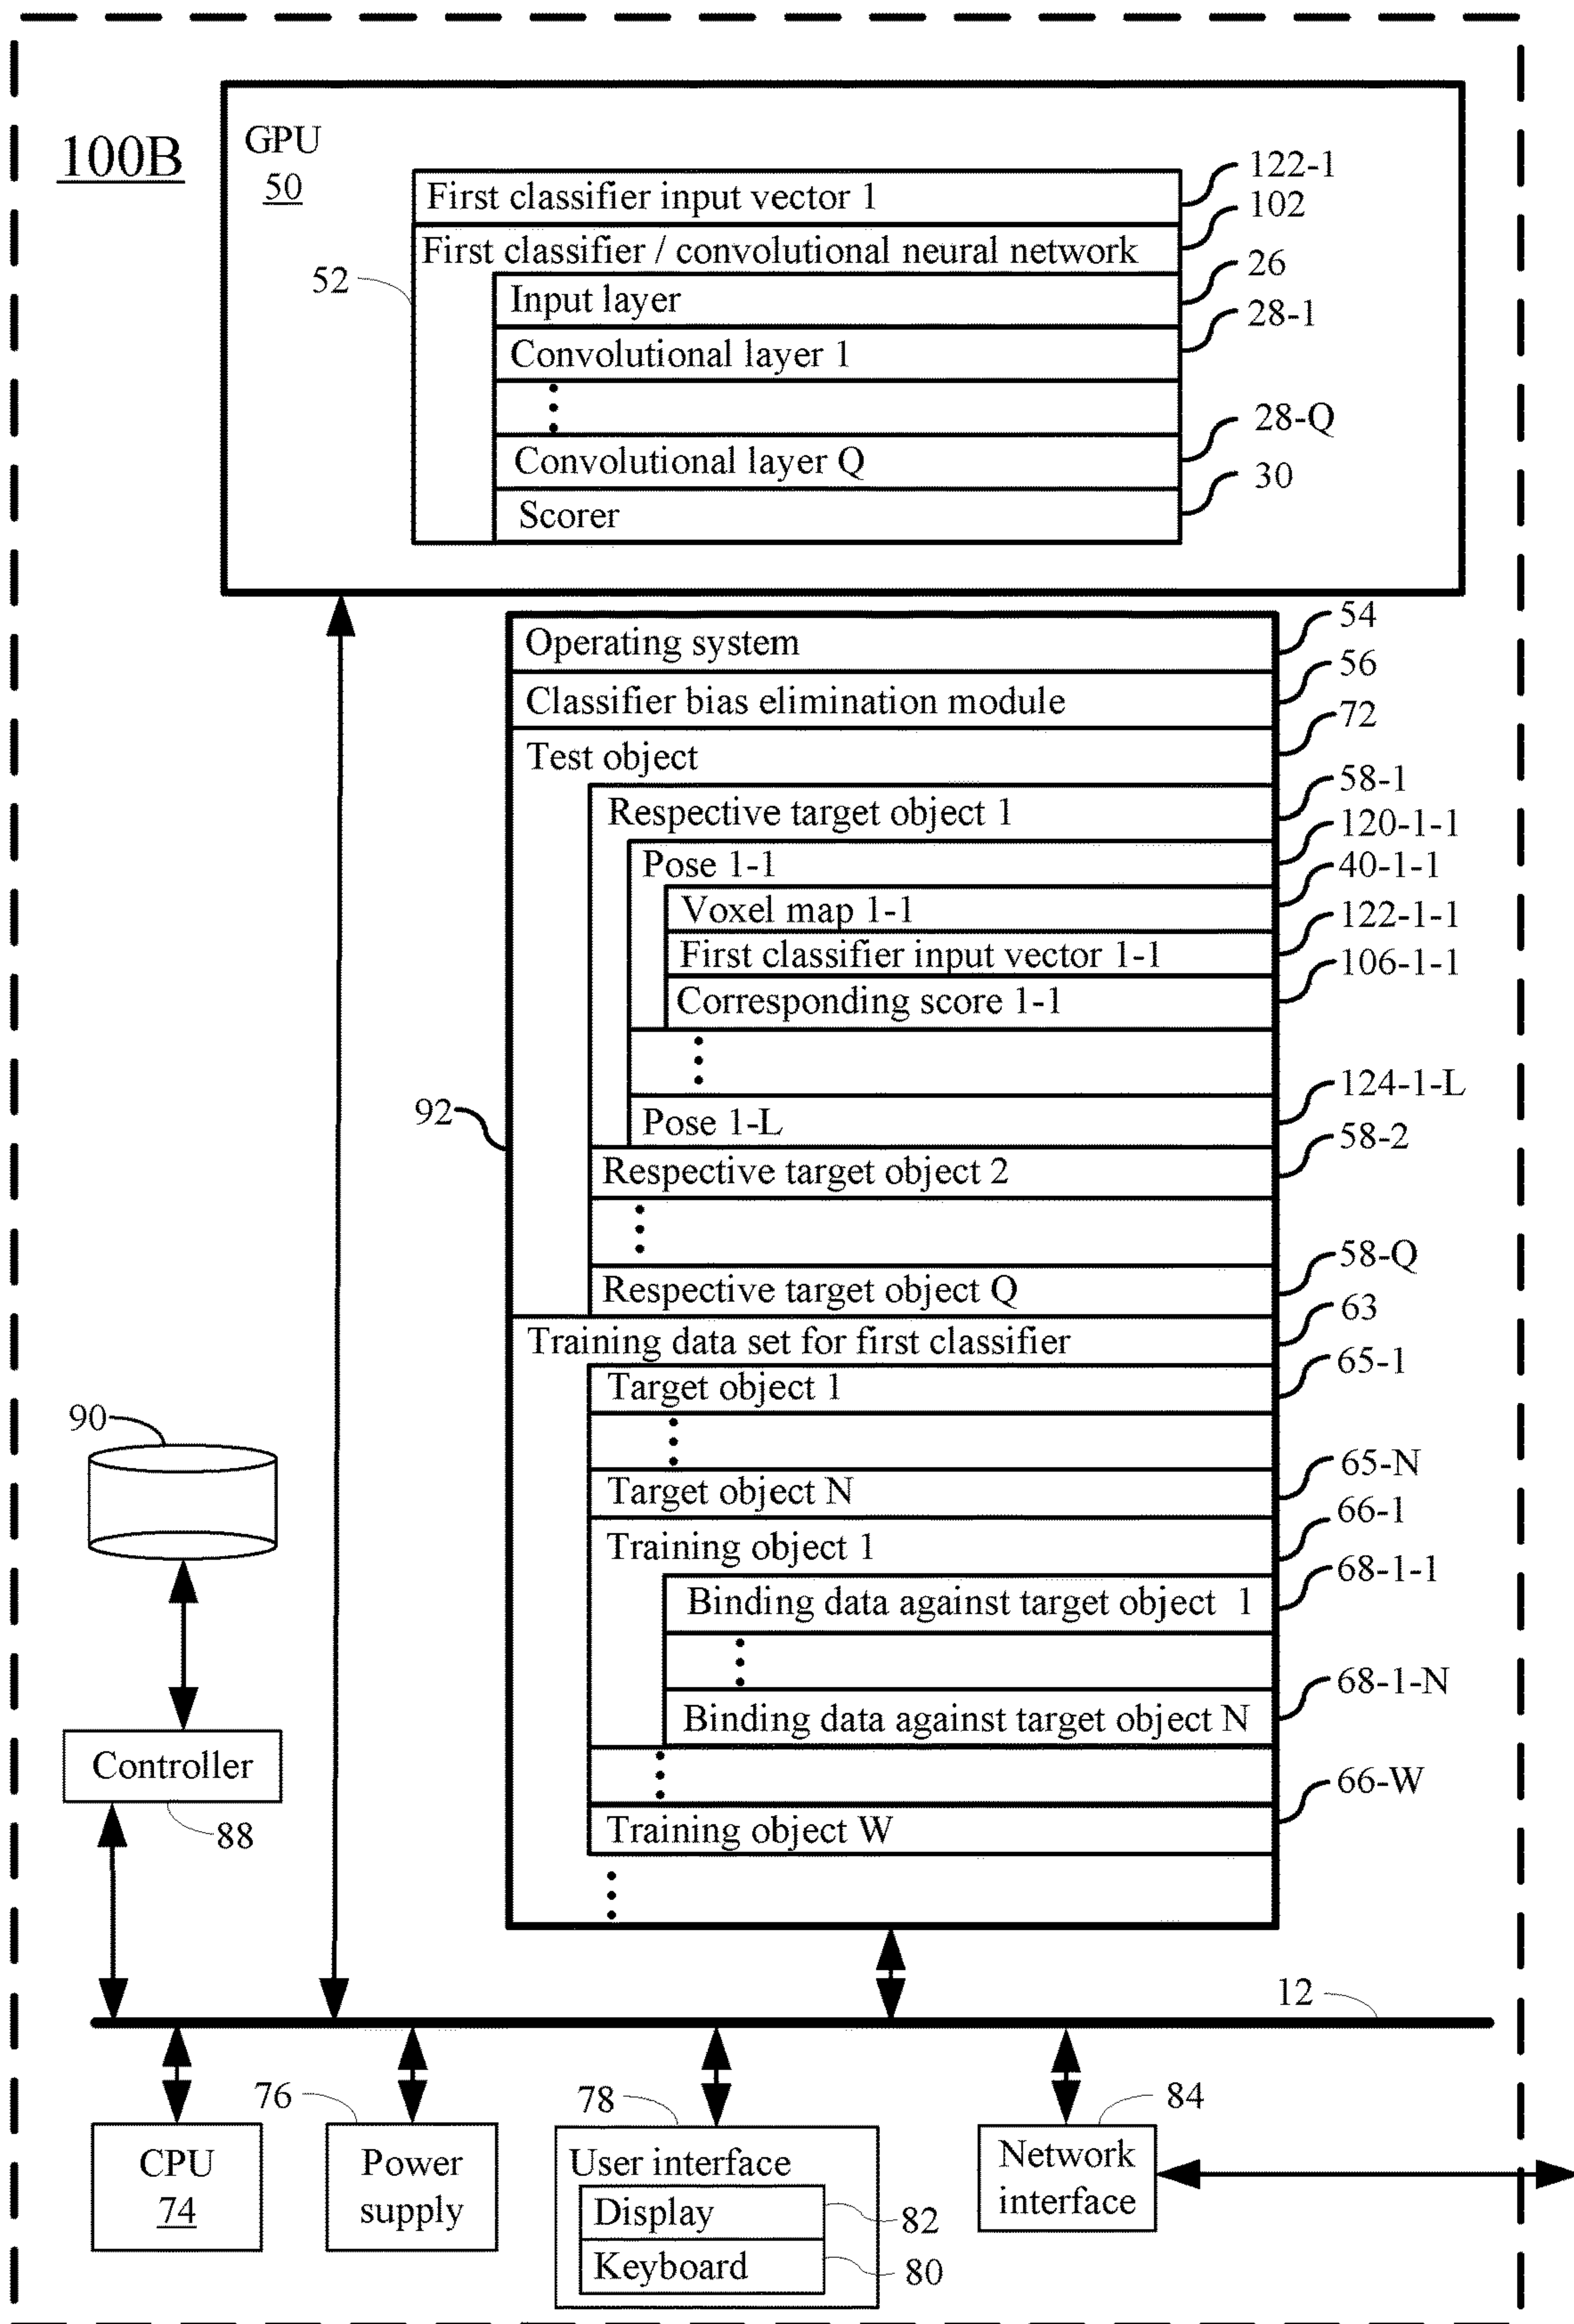 100B
GPU
50
52
First classifier input vector 1
122-1
First classifier / convolutional neural network
102
Input layer
26
Convolutional layer 1
28-1
Convolutional layer Q
28-Q
Scorer
30
92
Operating system
54
Classifier bias elimination module
56
Test object
72
Respective target object 1
58-1
Pose 1-1
120-1-1
Voxel map 1-1
40-1-1
First classifier input vector 1-1
122-1-1
Corresponding score 1-1
106-1-1
Pose 1-L
124-1-L
Respective target object 2
58-2
Respective target object Q
58-Q
Training data set for first classifier
63
Target object 1
65-1
Target object N
65-N
Training object 1
66-1
Binding data against target object 1
68-1-1
Binding data against target object N
68-1-N
Training object W
66-W
90
Controller
88
12
CPU
74
76
Power
supply
78
User interface
Display
82
Keyboard
80
84
Network
interface